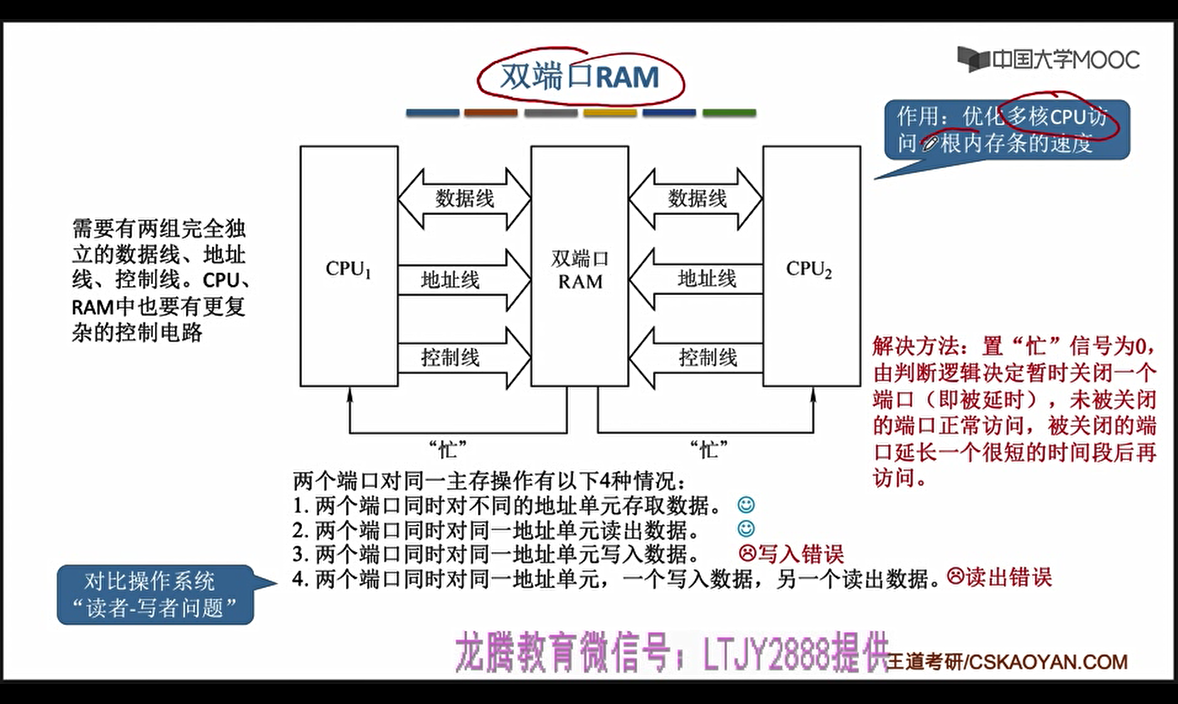 中国大学MOOC
双端口RAM
作用：优化多核CPU访
问 根内存条的速度
需要有两组完全独
立的数据线、地址
线、控制线。CPU、
RAM中也要有更复
杂的控制电路
CPU1
数据线
地址线
控制线
双端口
RAM
数据线
地址线
控制线
CPU2
“忙”
“忙”
解决方法：置“忙”信号为0，
由判断逻辑决定暂时关闭一个
端口（即被延时），未被关闭
的端口正常访问，被关闭的端
口延长一个很短的时间段后再
访问。
两个端口对同一主存操作有以下4种情况：
1. 两个端口同时对不同的地址单元存取数据。
2. 两个端口同时对同一地址单元读出数据。
3. 两个端口同时对同一地址单元写入数据。 写入错误
4. 两个端口同时对同一地址单元，一个写入数据，另一个读出数据。 读出错误
对比操作系统
“读者-写者问题”
龙腾教育微信号：LTJY2888提供
王道考研/CSKAOYAN.COM